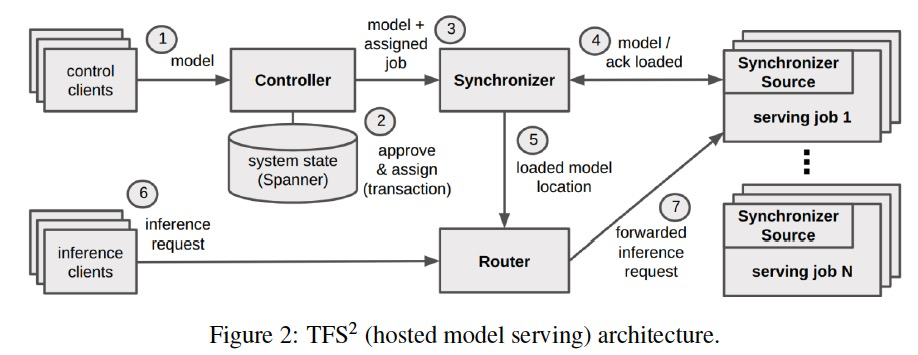 1
model
control
clients
Controller
model +
assigned
job
3
Synchronizer
4
model /
ack loaded
Synchronizer
Source
serving job 1
2
approve
& assign
(transaction)
system state
(Spanner)
5
loaded model
location
6
inference
request
inference
clients
Router
7
forwarded
inference
request
Synchronizer
Source
serving job N
Figure 2: TFS² (hosted model serving) architecture.